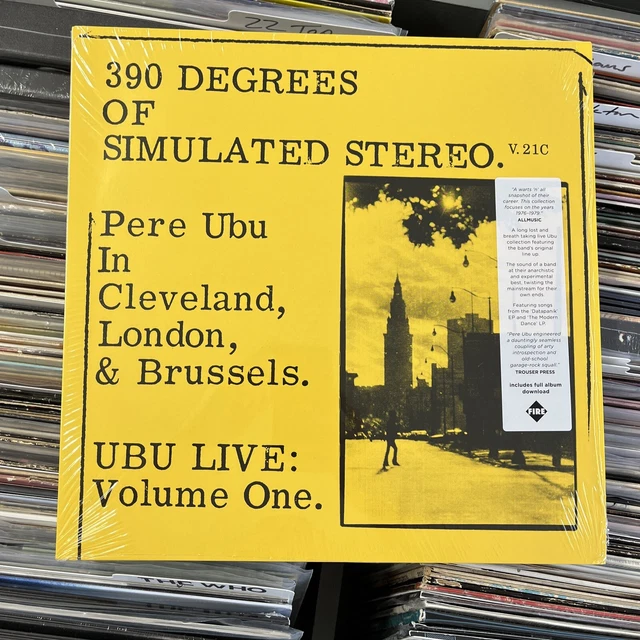 ZZ Top
390 DEGREES
OF
SIMULATED STEREO. V. 21C
Pere Ubu
In
Cleveland,
London,
& Brussels.
UBU LIVE:
Volume One.
"A warts 'n' all
snapshot of their
career. This collection
focuses on the years
1976-1979."
ALLMUSIC
A long lost and
breath taking live Ubu
collection featuring
the band's original
line up
The sound of a band
at their anarchistic
and experimental
best, twisting the
mainstream for their
own ends
Featuring songs
from the 'Datapanik'
EP and 'The Modern
Dance' LP.
"Pere Ubu engineered
a dauntingly seamless
coupling of arty
introspection and
old-school
garage-rock squall."
TROUSER PRESS
includes full album
download
FIRE
THE WHO